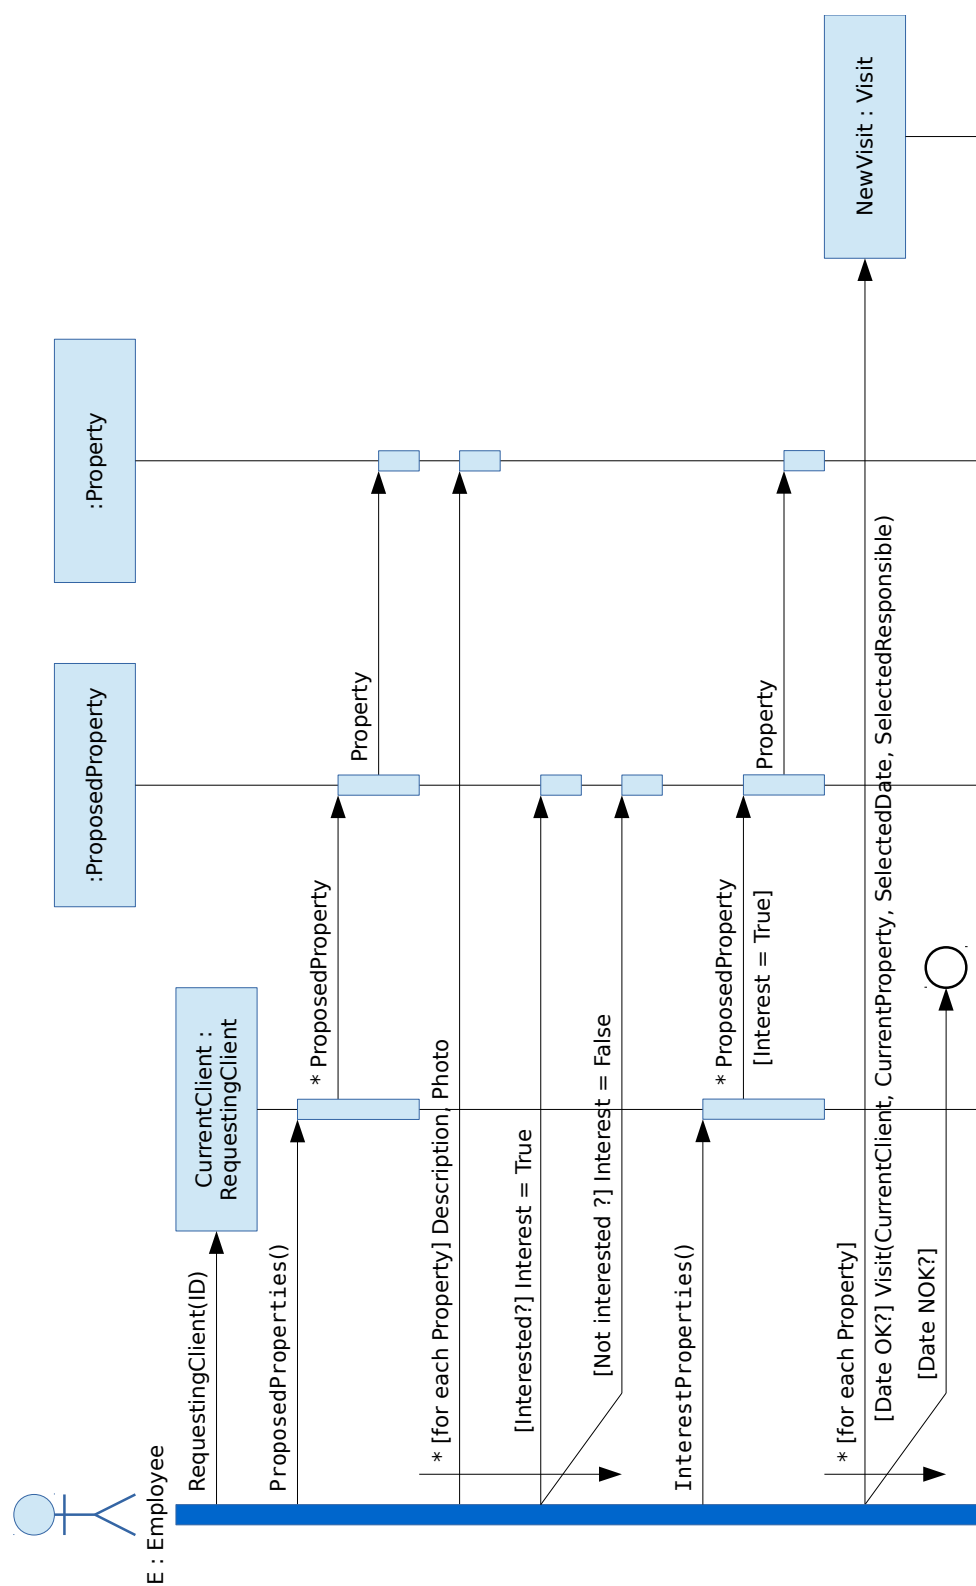 E : Employee
:ProposedProperty
:Property
RequestingClient(ID)
CurrentClient :
RequestingClient
ProposedProperties()
* ProposedProperty
Property
* [for each Property] Description, Photo
[Interested?] Interest = True
[Not interested ?] Interest = False
InterestProperties()
* ProposedProperty
[Interest = True]
Property
* [for each Property]
[Date OK?] Visit(CurrentClient, CurrentProperty, SelectedDate, SelectedResponsible)
NewVisit : Visit
[Date NOK?]